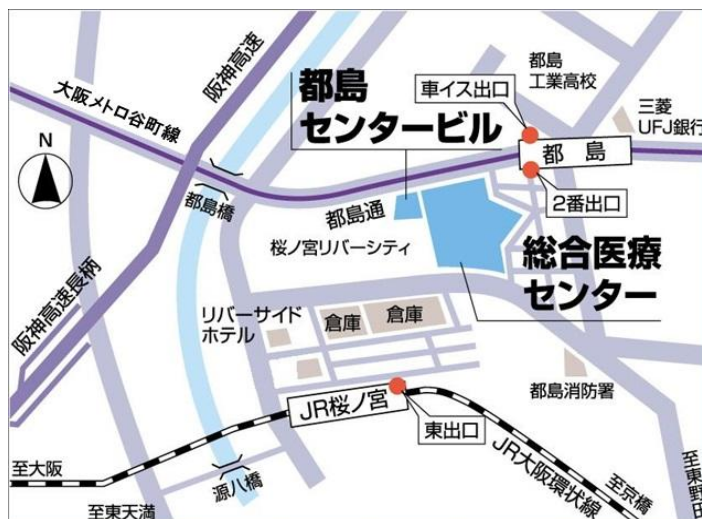 阪神高速
大阪メトロ谷町線
都島
センタービル
車イス出口
都島
工業高校
三菱
UFJ銀行
都島
2番出口
N
都島橋
都島通
桜ノ宮リバーシティ
総合医療
センター
阪神高速長柄
リバーサイド
ホテル
倉庫
倉庫
都島消防署
JR桜ノ宮
東出口
JR大阪環状線
至大阪
源八橋
至東天満
至京橋
至東野田